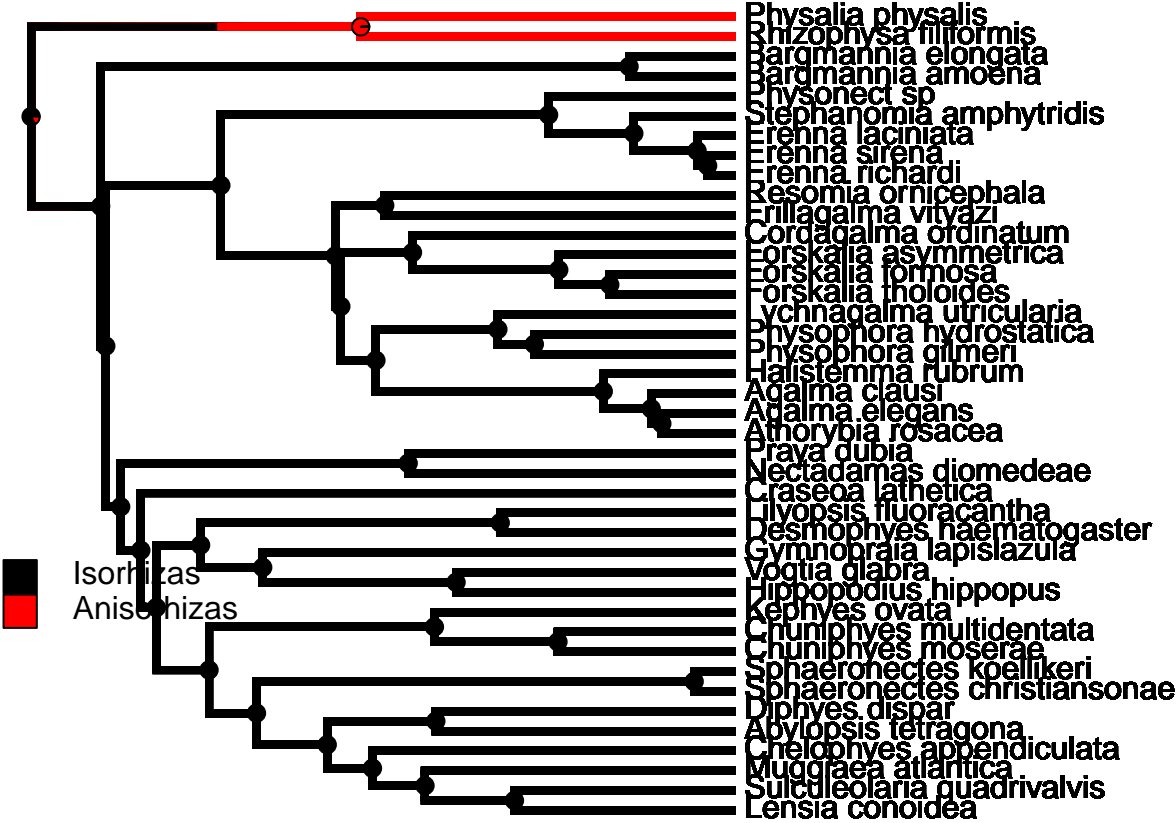 Physalia physalis
Rhizophysa filiformis
Bargmannia elongata
Bargmannia amoena
Physonect sp
Stephanomia amphytridis
Erenna laciniata
Erenna sirena
Erenna richardi
Resomia ornicephala
Frillagalma vityazi
Cordagalma ordinatum
Forskalia asymmetrica
Forskalia formosa
Forskalia tholoides
Lychnagalma utricularia
Physophora hydrostatica
Physophora gilmeri
Halistemma rubrum
Agalma clausi
Agalma elegans
Athorybia rosacea
Praya dubia
Nectadamas diomedeae
Craseoa lathetica
Lilyopsis fluoracantha
Desmophyes haematogaster
Gymnopraia lapislazula
Vogtia glabra
Hippopodius hippopus
Kephyes ovata
Chuniphyes multidentata
Chuniphyes moserae
Sphaeronectes koellikeri
Sphaeronectes christiansonae
Diphyes dispar
Abylopsis tetragona
Chelophyes appendiculata
Muggiaea atlantica
Sulculeolaria quadrivalvis
Lensia conoidea
Isorhizas
Anisorhizas